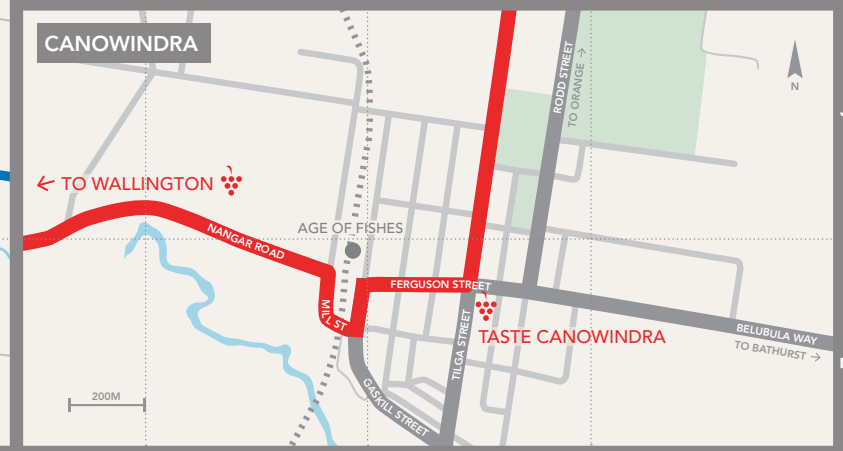 CANOWINDRA
RODD STREET
TO ORANGE →
N
← TO WALLINGTON
NANGAR ROAD
AGE OF FISHES
FERGUSON STREET
MILL ST
TASTE CANOWINDRA
TILGA STREET
BELUBULA WAY
TO BATHURST →
GASKILL STREET
200M